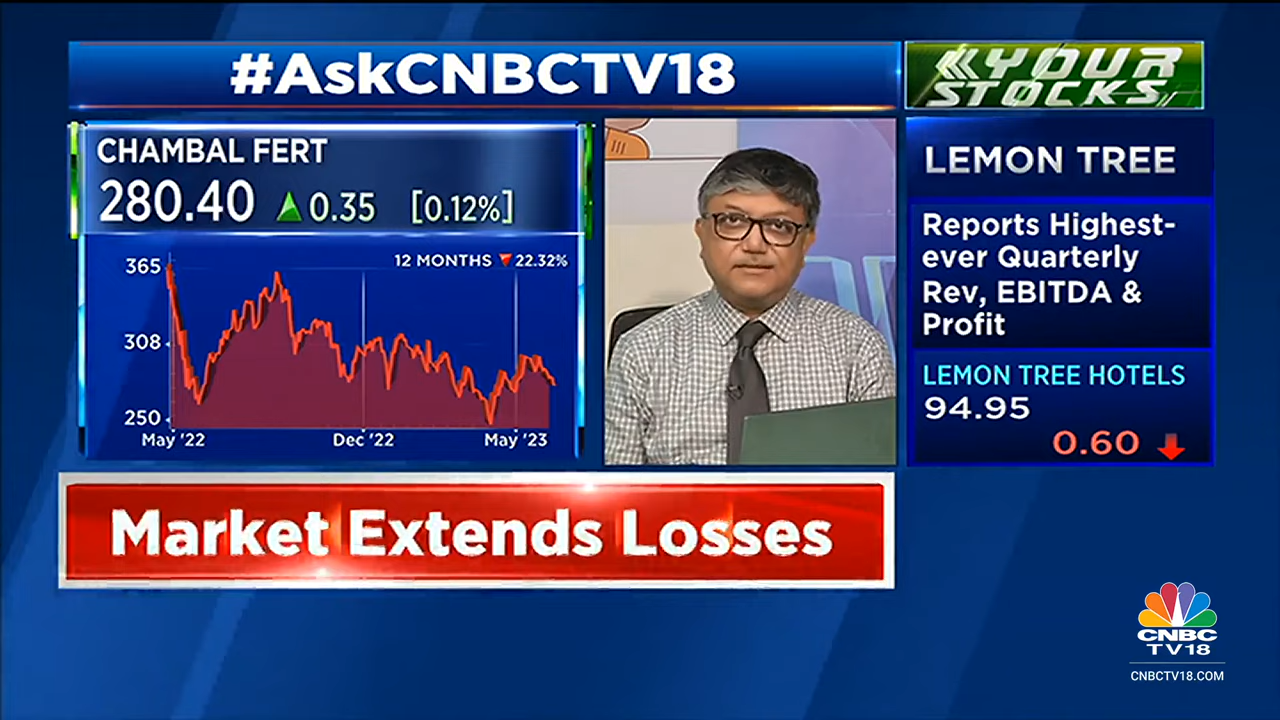 #AskCNBCTV18
YOUR
STOCKS
CHAMBAL FERT
280.40 ▲ 0.35 [0.12%]
12 MONTHS ▼ 22.32%
365
308
250
May '22 Dec '22 May '23
LEMON TREE
Reports Highest-
ever Quarterly
Rev, EBITDA &
Profit
LEMON TREE HOTELS
94.95
0.60
Market Extends Losses
CNBC
TV18
CNBCTV18.COM